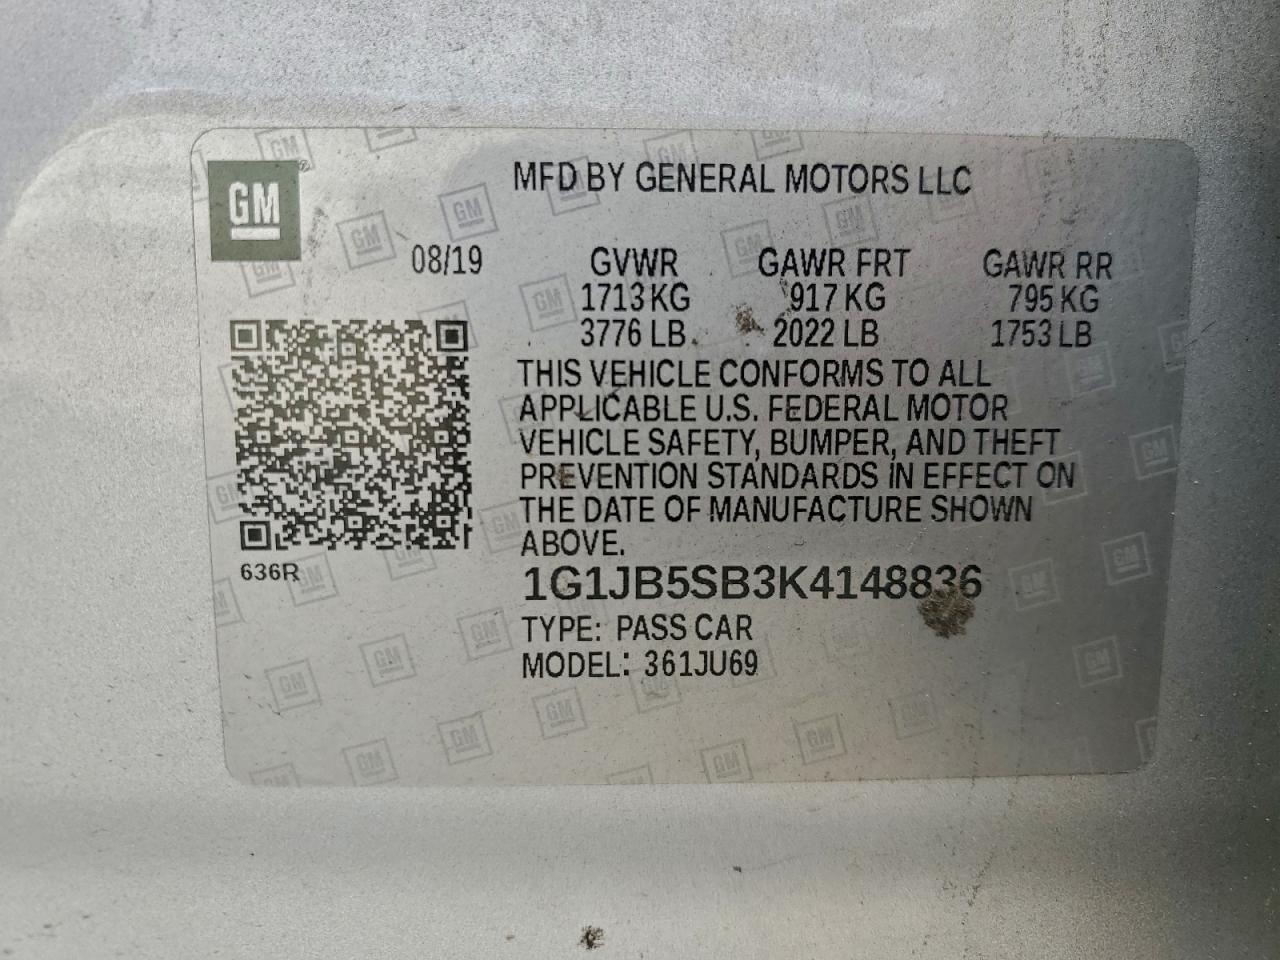 GM
MFD BY GENERAL MOTORS LLC
08/19 GVWR GAWR FRT GAWR RR
1713 KG 917 KG 795 KG
3776 LB 2022 LB 1753 LB
THIS VEHICLE CONFORMS TO ALL
APPLICABLE U.S. FEDERAL MOTOR
VEHICLE SAFETY, BUMPER, AND THEFT
PREVENTION STANDARDS IN EFFECT ON
THE DATE OF MANUFACTURE SHOWN
ABOVE.
636R
1G1JB5SB3K4148836
TYPE: PASS CAR
MODEL: 361JU69